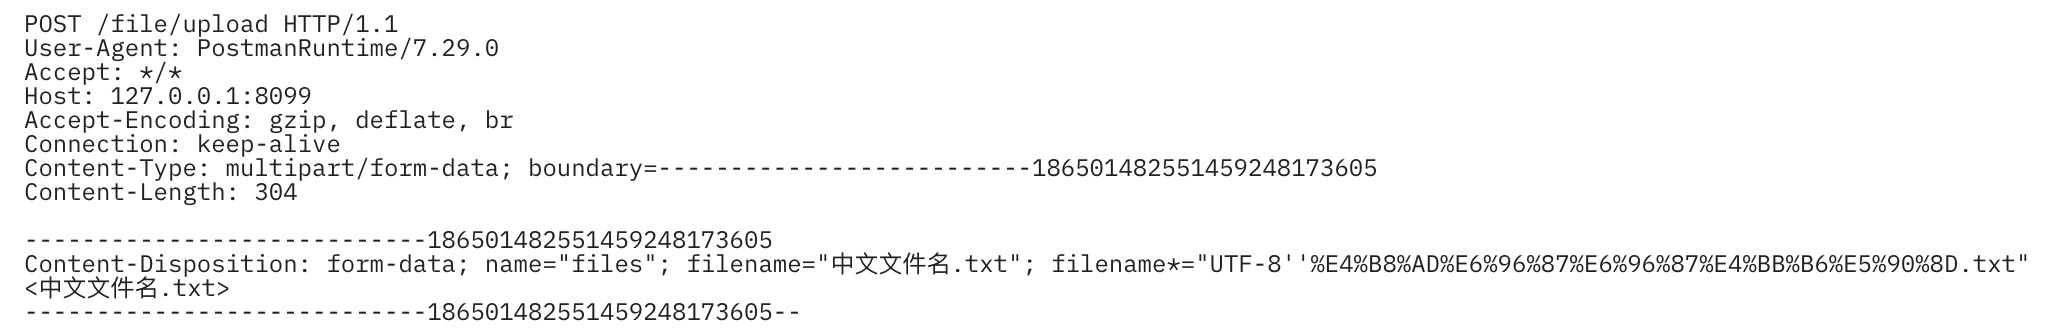 POST /file/upload HTTP/1.1
User-Agent: PostmanRuntime/7.29.0
Accept: */*
Host: 127.0.0.1:8099
Accept-Encoding: gzip, deflate, br
Connection: keep-alive
Content-Type: multipart/form-data; boundary=--------------------------186501482551459248173605
Content-Length: 304

----------------------------186501482551459248173605
Content-Disposition: form-data; name="files"; filename="中文文件名.txt"; filename*="UTF-8''%E4%B8%AD%E6%96%87%E6%96%87%E4%BB%B6%E5%90%8D.txt"
<中文文件名.txt>
----------------------------186501482551459248173605--